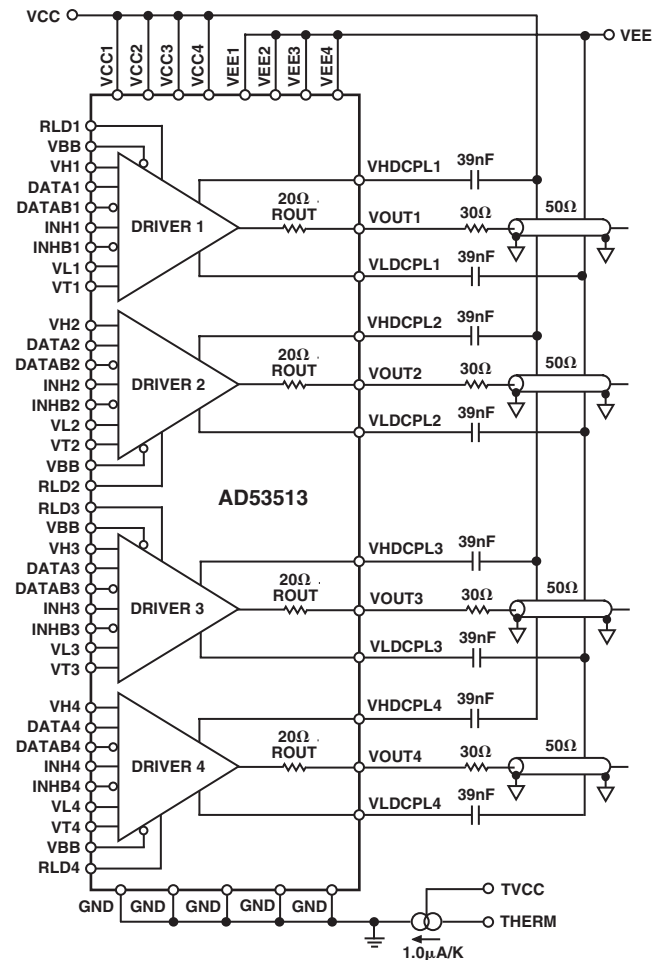 VCC
VEE
VCC1
VCC2
VCC3
VCC4
VEE1
VEE2
VEE3
VEE4
RLD1
VBB
VH1
DATA1
DATAB1
INH1
INHB1
VL1
VT1
DRIVER 1
20Ω
ROUT
VHDCPL1
39nF
VOUT1
30Ω
50Ω
VLDCPL1
39nF
VH2
DATA2
DATAB2
INH2
INHB2
VL2
VT2
VBB
RLD2
DRIVER 2
20Ω
ROUT
VHDCPL2
39nF
VOUT2
30Ω
50Ω
VLDCPL2
39nF
AD53513
RLD3
VBB
VH3
DATA3
DATAB3
INH3
INHB3
VL3
VT3
DRIVER 3
20Ω
ROUT
VHDCPL3
39nF
VOUT3
30Ω
50Ω
VLDCPL3
39nF
VH4
DATA4
DATAB4
INH4
INHB4
VL4
VT4
VBB
RLD4
DRIVER 4
20Ω
ROUT
VHDCPL4
39nF
VOUT4
30Ω
50Ω
VLDCPL4
39nF
GND GND GND GND GND
TVCC
THERM
1.0μA/K